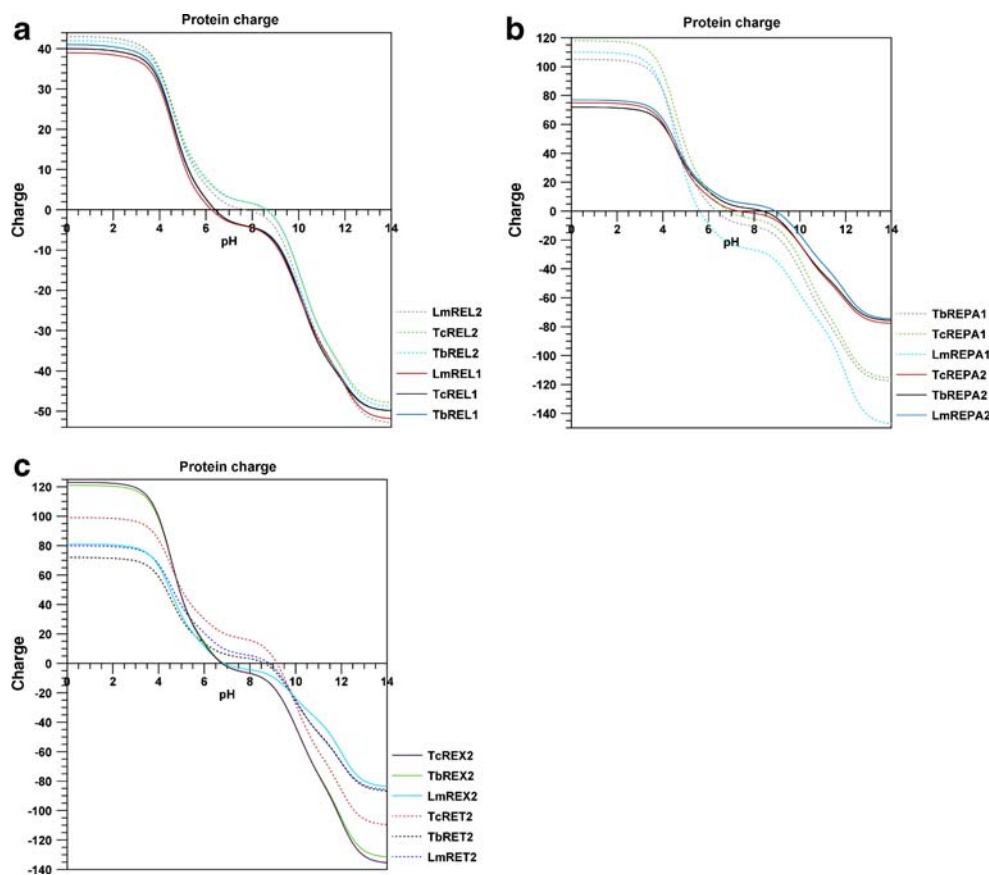 a
Protein charge
40
30
20
10
0
-10
-20
-30
-40
-50
Charge
0 2 4 6 8 10 12 14
pH
LmREL2
TcREL2
TbREL2
LmREL1
TcREL1
TbREL1
b
Protein charge
120
100
80
60
40
20
0
-20
-40
-60
-80
-100
-120
-140
Charge
0 2 4 6 8 10 12 14
pH
TbREPA1
TcREPA1
LmREPA1
TcREPA2
TbREPA2
LmREPA2
c
Protein charge
120
100
80
60
40
20
0
-20
-40
-60
-80
-100
-120
-140
Charge
0 2 4 6 8 10 12 14
pH
TcREX2
TbREX2
LmREX2
TcRET2
TbRET2
LmRET2